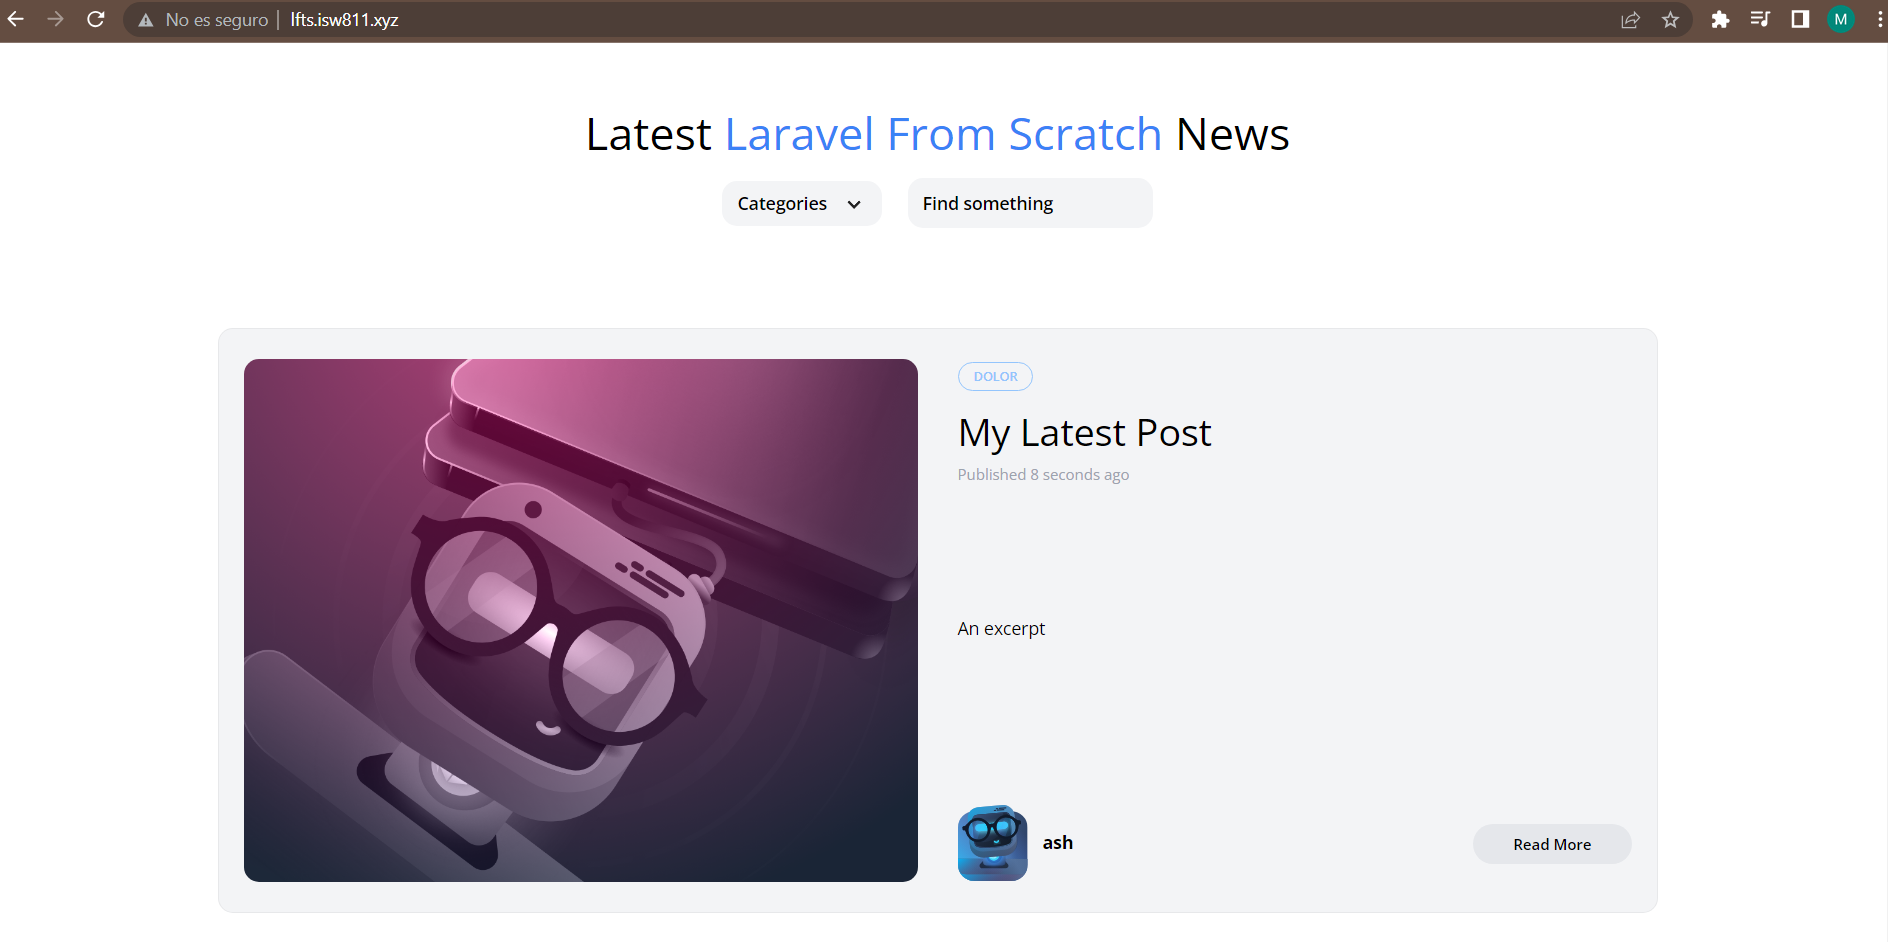 No es seguro | lfts.isw811.xyz
M
Latest Laravel From Scratch News
Categories
Find something
DOLOR
My Latest Post
Published 8 seconds ago
An excerpt
ash
Read More